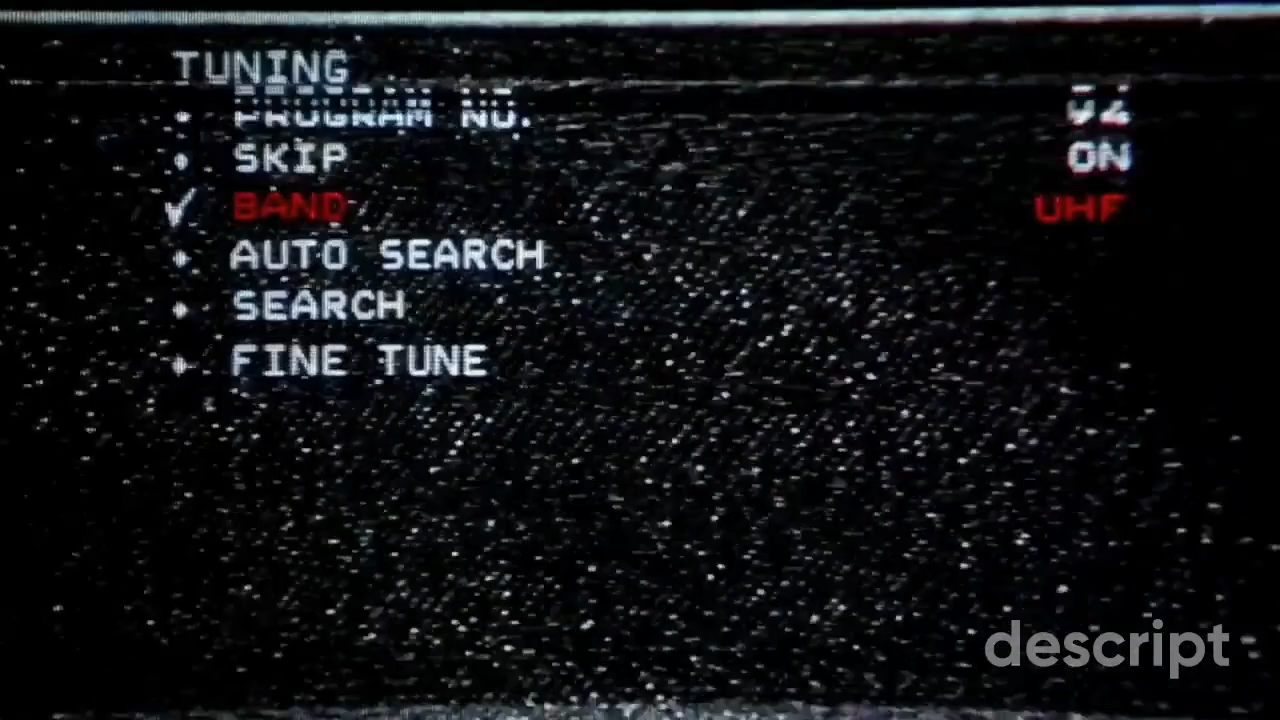 TUNING
PROGRAM NO.
SKIP ON
BAND UHF
AUTO SEARCH
SEARCH
FINE TUNE
descript